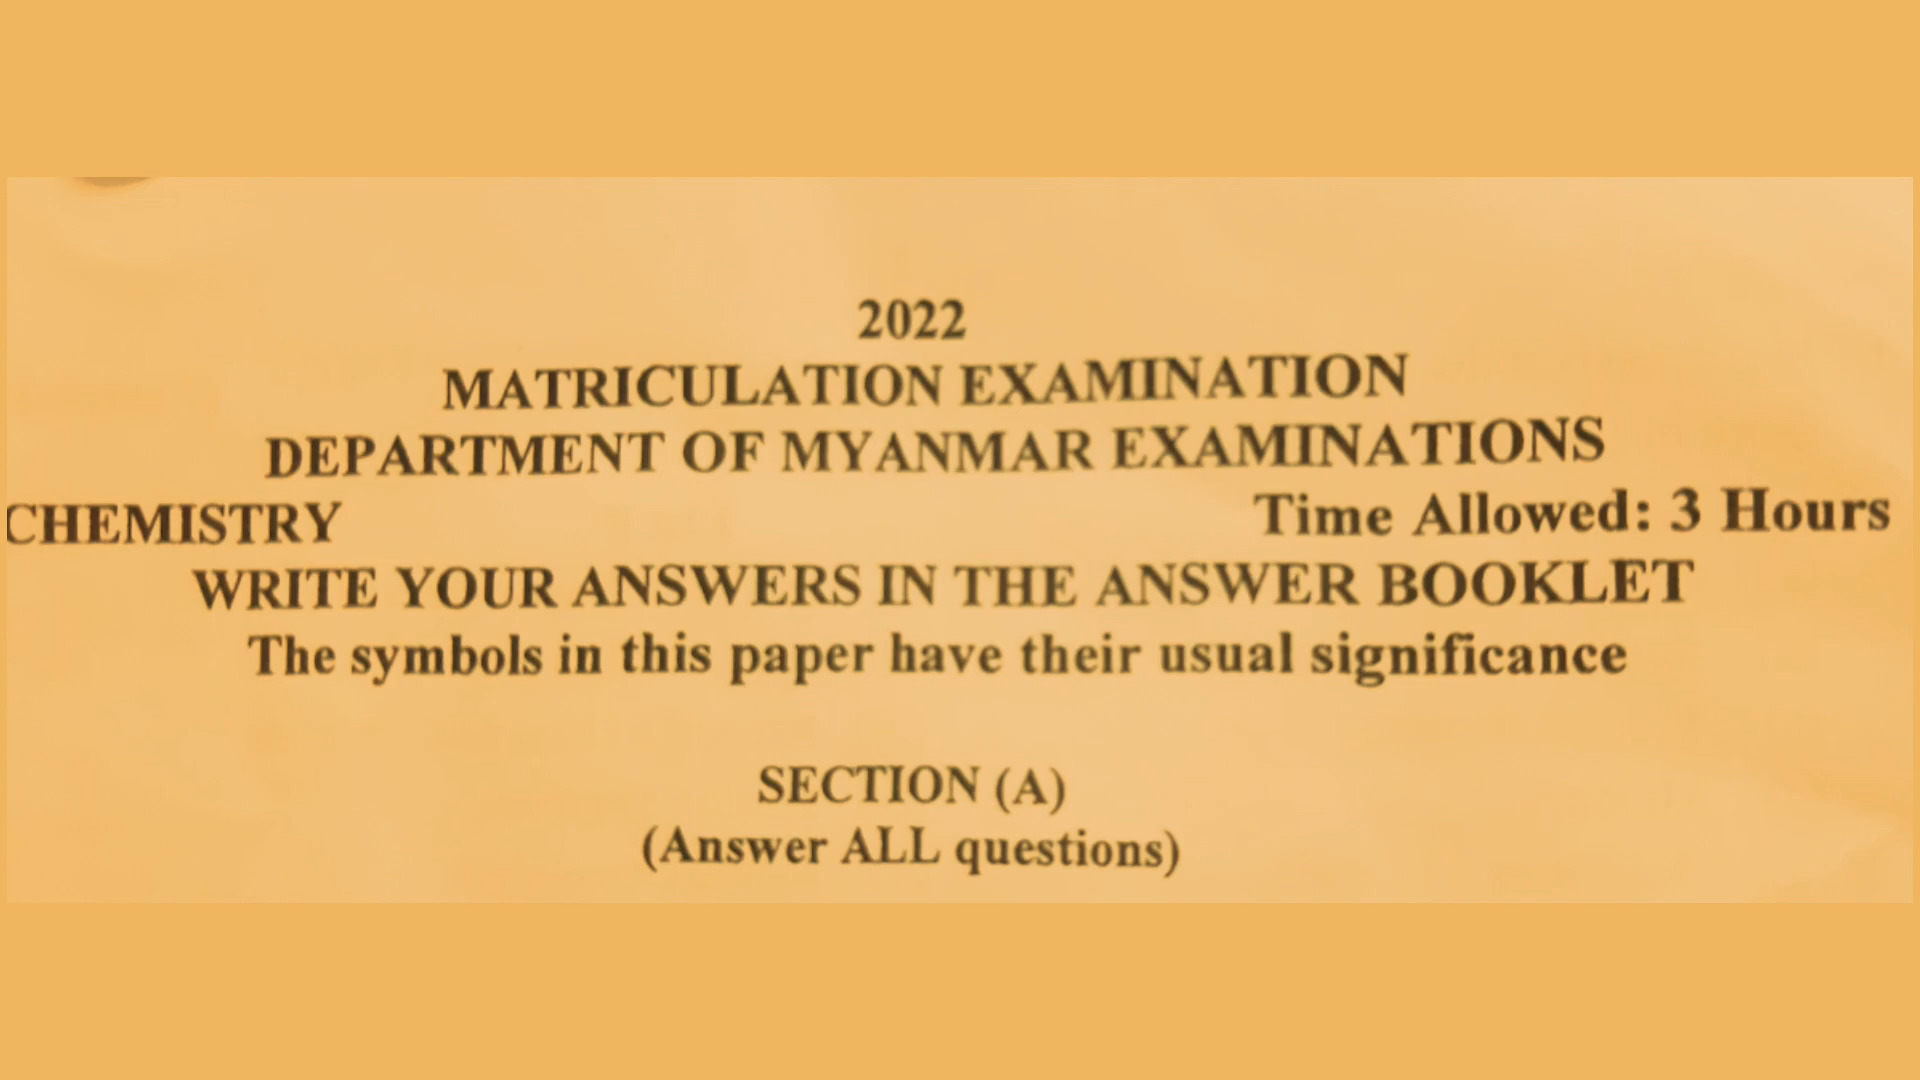 2022
MATRICULATION EXAMINATION
DEPARTMENT OF MYANMAR EXAMINATIONS
CHEMISTRY Time Allowed: 3 Hours
WRITE YOUR ANSWERS IN THE ANSWER BOOKLET
The symbols in this paper have their usual significance
SECTION (A)
(Answer ALL questions)